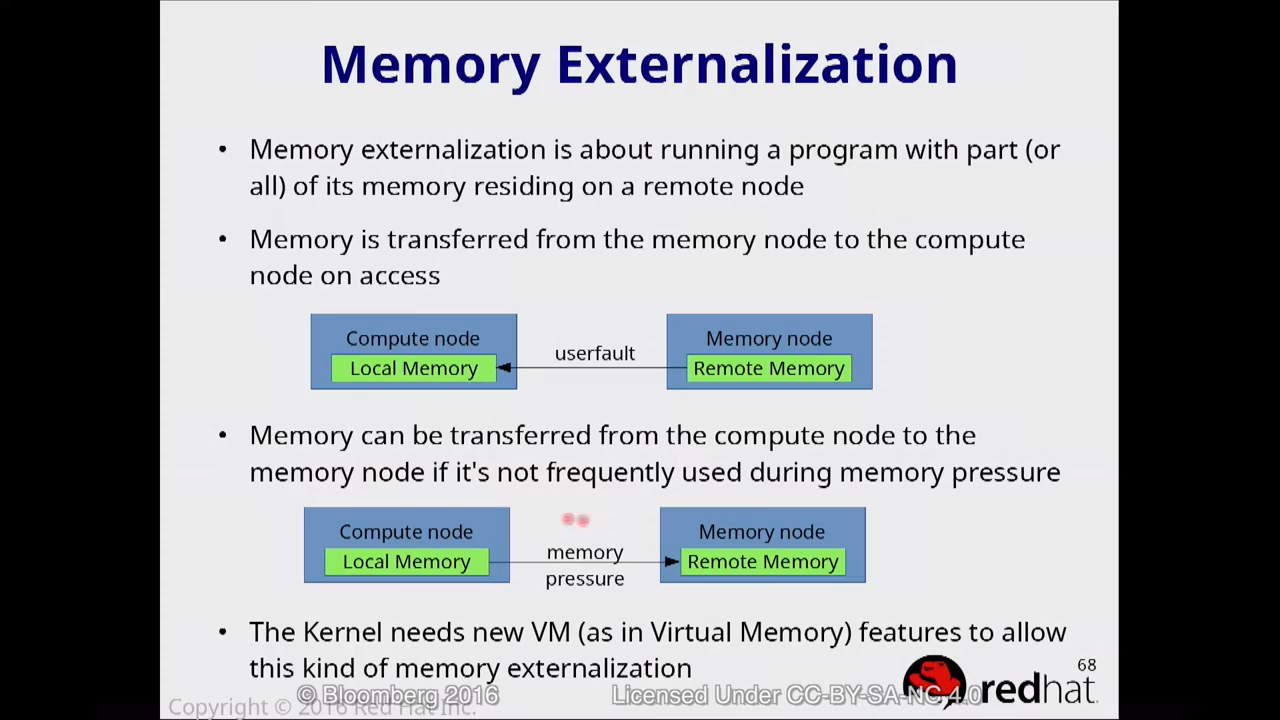 Memory Externalization
• Memory externalization is about running a program with part (or
all) of its memory residing on a remote node
• Memory is transferred from the memory node to the compute
node on access
Compute node
Local Memory
userfault
Memory node
Remote Memory
• Memory can be transferred from the compute node to the
memory node if it's not frequently used during memory pressure
Compute node
Local Memory
memory
pressure
Memory node
Remote Memory
• The Kernel needs new VM (as in Virtual Memory) features to allow
this kind of memory externalization
68
redhat.
© Bloomberg 2016
Licensed Under CC-BY-SA-NC 4.0
Copyright © 2016 Red Hat Inc.